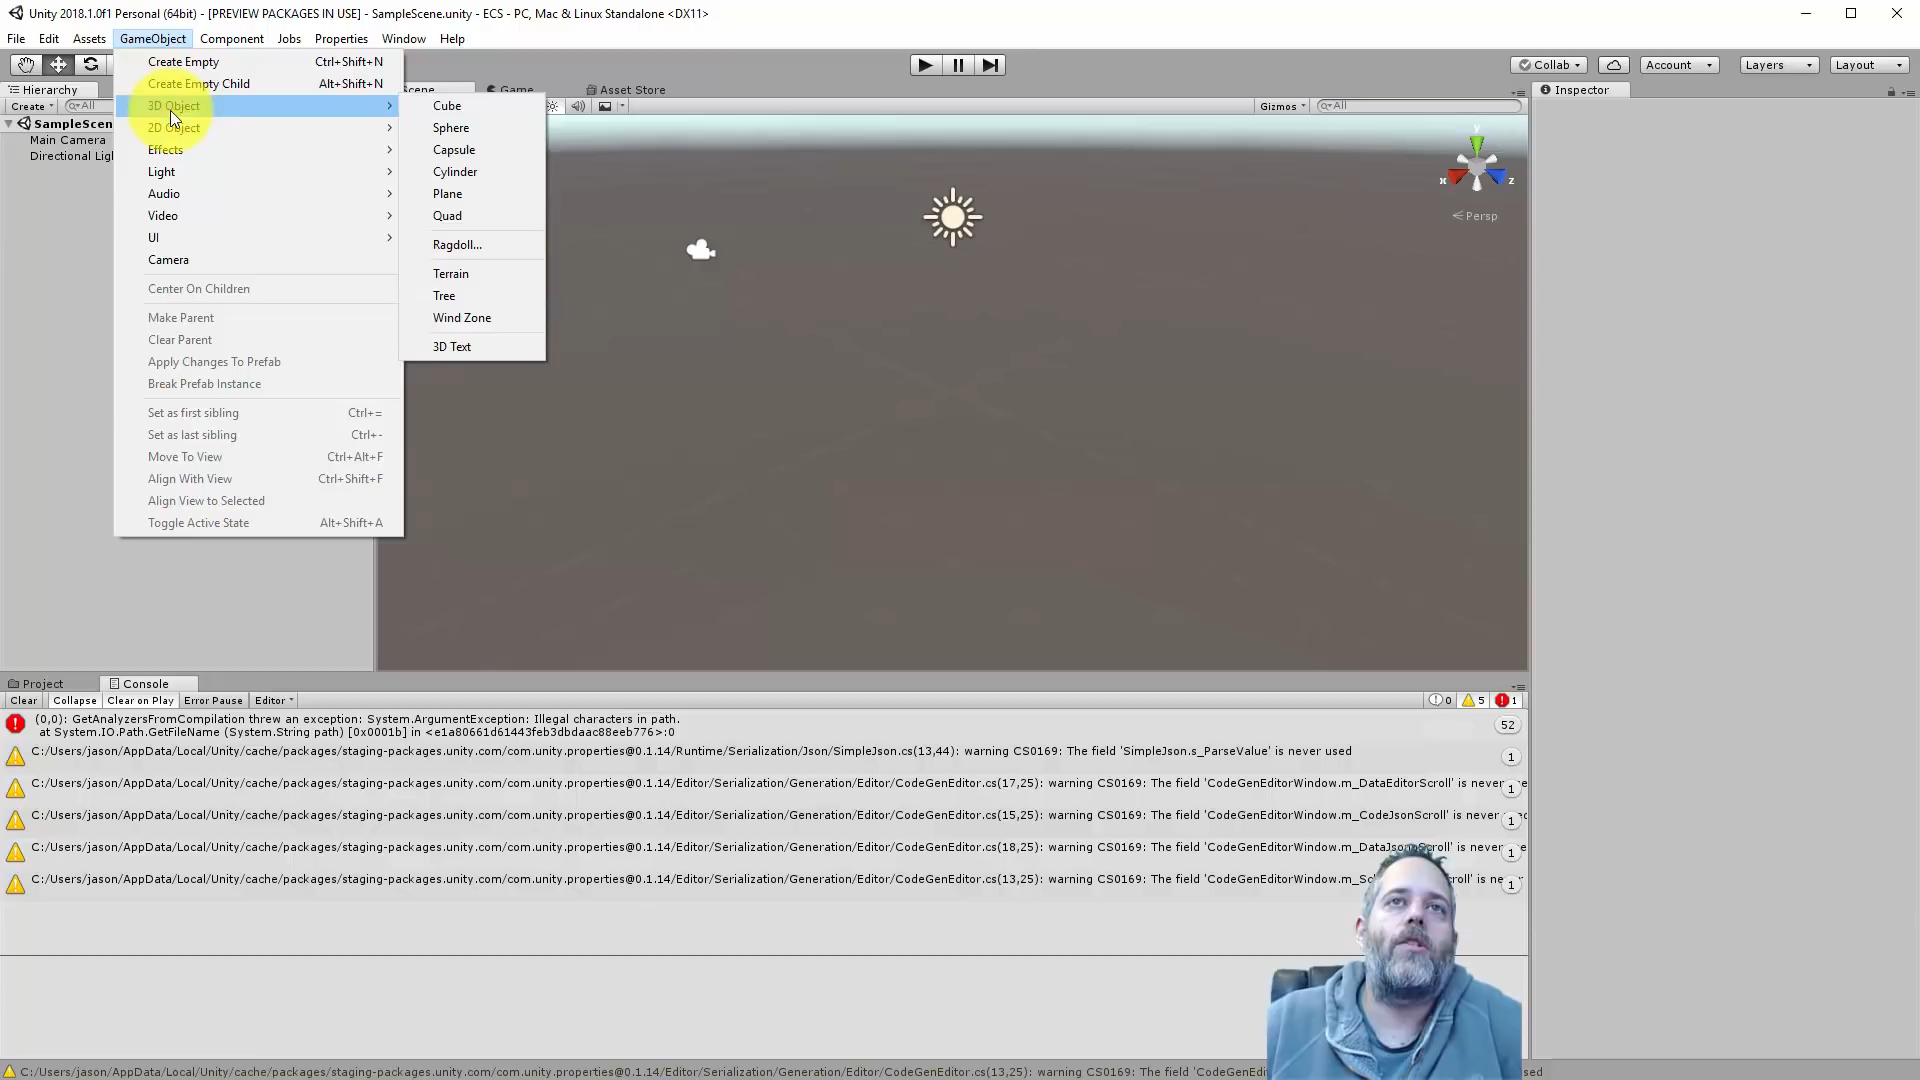 Unity 2018.1.0f1 Personal (64bit) - [PREVIEW PACKAGES IN USE] - SampleScene.unity - ECS - PC, Mac & Linux Standalone <DX11>
File Edit Assets GameObject Component Jobs Properties Window Help
Collab Account Layers Layout
Hierarchy
Create All
SampleScen
Main Camera
Directional Ligh
Create Empty Ctrl+Shift+N
Create Empty Child Alt+Shift+N
3D Object
2D Object
Effects
Light
Audio
Video
UI
Camera
Center On Children
Make Parent
Clear Parent
Apply Changes To Prefab
Break Prefab Instance
Set as first sibling Ctrl+=
Set as last sibling Ctrl+-
Move To View Ctrl+Alt+F
Align With View Ctrl+Shift+F
Align View to Selected
Toggle Active State Alt+Shift+A
Cube
Sphere
Capsule
Cylinder
Plane
Quad
Ragdoll...
Terrain
Tree
Wind Zone
3D Text
Scene Game Asset Store
Gizmos All
y
x z
Persp
Inspector
Project Console
Clear Collapse Clear on Play Error Pause Editor 0 5 1
(0,0): GetAnalyzersFromCompilation threw an exception: System.ArgumentException: Illegal characters in path.
at System.IO.Path.GetFileName (System.String path) [0x0001b] in <e1a80661d61443feb3dbdaac88eeb776>:0
52
C:/Users/jason/AppData/Local/Unity/cache/packages/staging-packages.unity.com/com.unity.properties@0.1.14/Runtime/Serialization/Json/SimpleJson.cs(13,44): warning CS0169: The field 'SimpleJson.s_ParseValue' is never used
1
C:/Users/jason/AppData/Local/Unity/cache/packages/staging-packages.unity.com/com.unity.properties@0.1.14/Editor/Serialization/Generation/Editor/CodeGenEditor.cs(17,25): warning CS0169: The field 'CodeGenEditorWindow.m_DataEditorScroll' is never
1
C:/Users/jason/AppData/Local/Unity/cache/packages/staging-packages.unity.com/com.unity.properties@0.1.14/Editor/Serialization/Generation/Editor/CodeGenEditor.cs(15,25): warning CS0169: The field 'CodeGenEditorWindow.m_CodeJsonScroll' is never
1
C:/Users/jason/AppData/Local/Unity/cache/packages/staging-packages.unity.com/com.unity.properties@0.1.14/Editor/Serialization/Generation/Editor/CodeGenEditor.cs(18,25): warning CS0169: The field 'CodeGenEditorWindow.m_DataJsonScroll' is never
1
C:/Users/jason/AppData/Local/Unity/cache/packages/staging-packages.unity.com/com.unity.properties@0.1.14/Editor/Serialization/Generation/Editor/CodeGenEditor.cs(13,25): warning CS0169: The field 'CodeGenEditorWindow.m_Sc
1
C:/Users/jason/AppData/Local/Unity/cache/packages/staging-packages.unity.com/com.unity.properties@0.1.14/Editor/Serialization/Generation/Editor/CodeGenEditor.cs(13,25): warning CS0169: The field 'CodeGenEdit